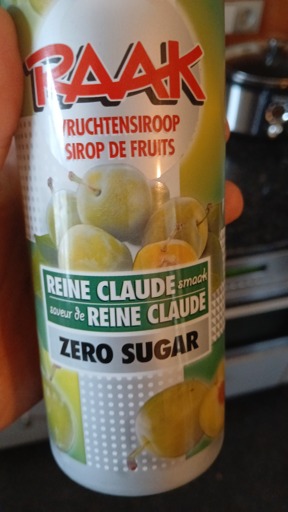 RAAK
VRUCHTENSIROOP
SIROP DE FRUITS
REINE CLAUDE smaak
saveur de REINE CLAUDE
ZERO SUGAR